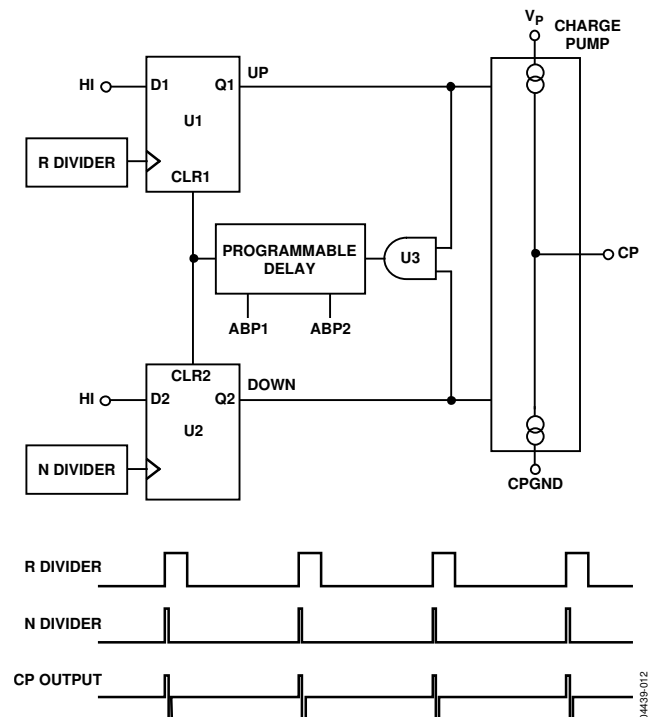 VP
CHARGE
PUMP
HI
D1
Q1
UP
U1
R DIVIDER
CLR1
PROGRAMMABLE
DELAY
U3
CP
ABP1
ABP2
CLR2
HI
D2
Q2
DOWN
U2
N DIVIDER
CPGND
R DIVIDER
N DIVIDER
CP OUTPUT
04439-012